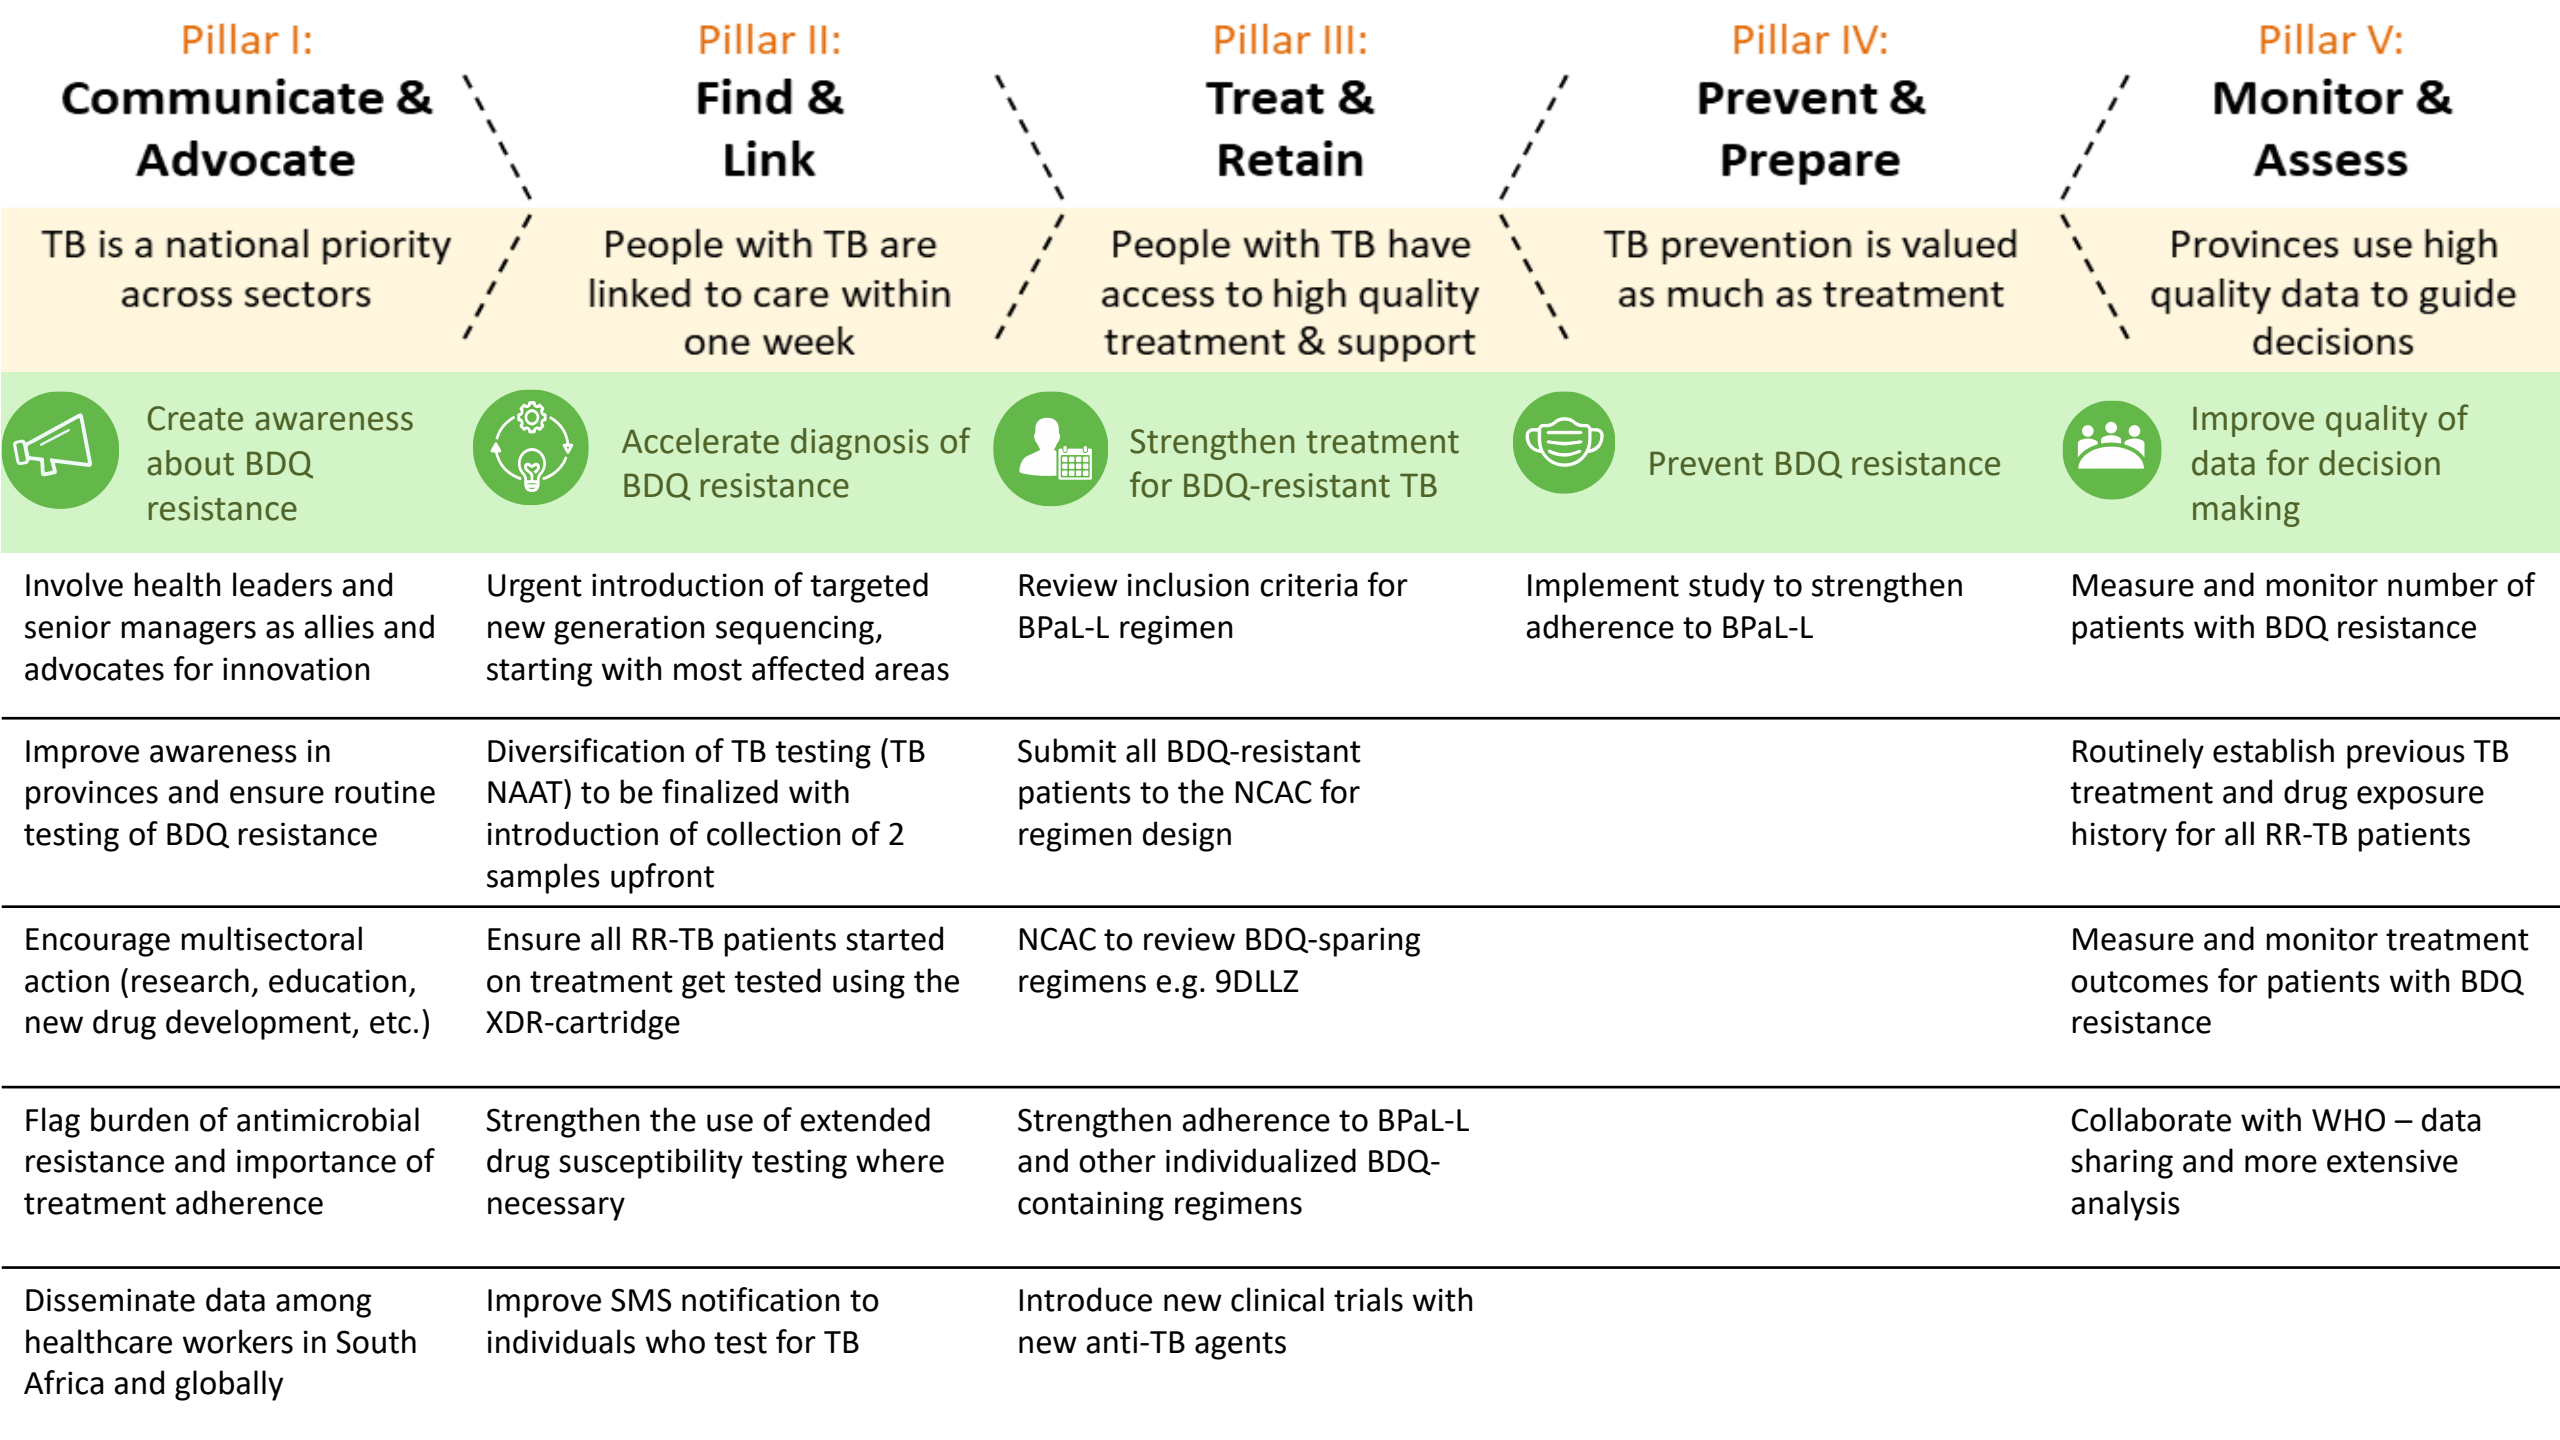 Pillar I:
Communicate &
Advocate
Pillar II:
Find &
Link
Pillar III:
Treat &
Retain
Pillar IV:
Prevent &
Prepare
Pillar V:
Monitor &
Assess
TB is a national priority
across sectors
People with TB are
linked to care within
one week
People with TB have
access to high quality
treatment & support
TB prevention is valued
as much as treatment
Provinces use high
quality data to guide
decisions
Create awareness
about BDQ
resistance
Accelerate diagnosis of
BDQ resistance
Strengthen treatment
for BDQ-resistant TB
Prevent BDQ resistance
Improve quality of
data for decision
making
Involve health leaders and
senior managers as allies and
advocates for innovation
Urgent introduction of targeted
new generation sequencing,
starting with most affected areas
Review inclusion criteria for
BPaL-L regimen
Implement study to strengthen
adherence to BPaL-L
Measure and monitor number of
patients with BDQ resistance
Improve awareness in
provinces and ensure routine
testing of BDQ resistance
Diversification of TB testing (TB
NAAT) to be finalized with
introduction of collection of 2
samples upfront
Submit all BDQ-resistant
patients to the NCAC for
regimen design
Routinely establish previous TB
treatment and drug exposure
history for all RR-TB patients
Encourage multisectoral
action (research, education,
new drug development, etc.)
Ensure all RR-TB patients started
on treatment get tested using the
XDR-cartridge
NCAC to review BDQ-sparing
regimens e.g. 9DLLZ
Measure and monitor treatment
outcomes for patients with BDQ
resistance
Flag burden of antimicrobial
resistance and importance of
treatment adherence
Strengthen the use of extended
drug susceptibility testing where
necessary
Strengthen adherence to BPaL-L
and other individualized BDQ-
containing regimens
Collaborate with WHO – data
sharing and more extensive
analysis
Disseminate data among
healthcare workers in South
Africa and globally
Improve SMS notification to
individuals who test for TB
Introduce new clinical trials with
new anti-TB agents